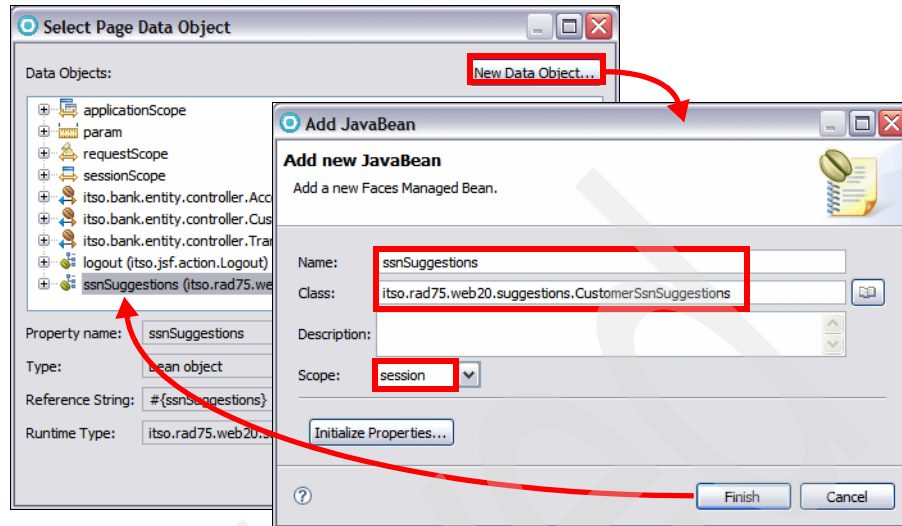 Select Page Data Object
Data Objects:
New Data Object...
applicationScope
param
requestScope
sessionScope
itso.bank.entity.controller.Acc
itso.bank.entity.controller.Cus
itso.bank.entity.controller.Tra
logout (itso.jsf.action.Logout)
ssnSuggestions (itso.rad75.we
Property name: ssnSuggestions
Type: bean object
Reference String: #{ssnSuggestions}
Runtime Type: itso.rad75.web20.s
Add JavaBean
Add new JavaBean
Add a new Faces Managed Bean.
Name: ssnSuggestions
Class: itso.rad75.web20.suggestions.CustomerSsnSuggestions
Description:
Scope: session
Initialize Properties...
? Finish Cancel